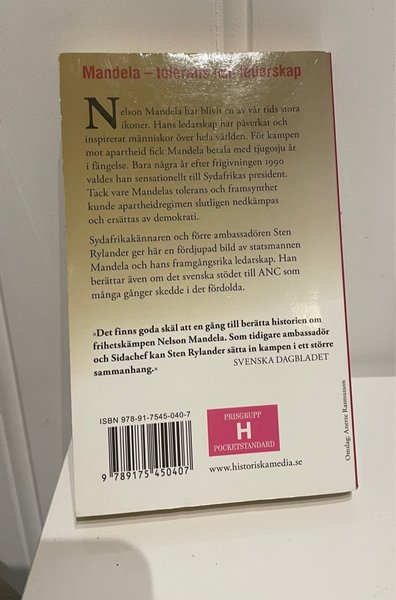 Mandela – tolerans och ledarskap
Nelson Mandela har blivit en av vår tids stora
ikoner. Hans ledarskap har påverkat och
inspirerat människor över hela världen. För kampen
mot apartheid fick Mandela betala med tjugosju år
i fängelse. Bara några år efter frigivningen 1990
valdes han sensationellt till Sydafrikas president.
Tack vare Mandelas tolerans och framsynthet
kunde apartheidregimen slutligen nedkämpas
och ersättas av demokrati.
Sydafrikakännaren och förre ambassadören Sten
Rylander ger här en fördjupad bild av statsmannen
Mandela och hans framgångsrika ledarskap. Han
berättar även om det svenska stödet till ANC som
många gånger skedde i det fördolda.
»Det finns goda skäl att en gång till berätta historien om
frihetskämpen Nelson Mandela. Som tidigare ambassadör
och Sidachef kan Sten Rylander sätta in kampen i ett större
sammanhang.»
SVENSKA DAGBLADET
ISBN 978-91-7545-040-7
9 789175 450407
PRISGRUPP
H
POCKETSTANDARD
www.historiskamedia.se
Omslag: Anette Rasmusson